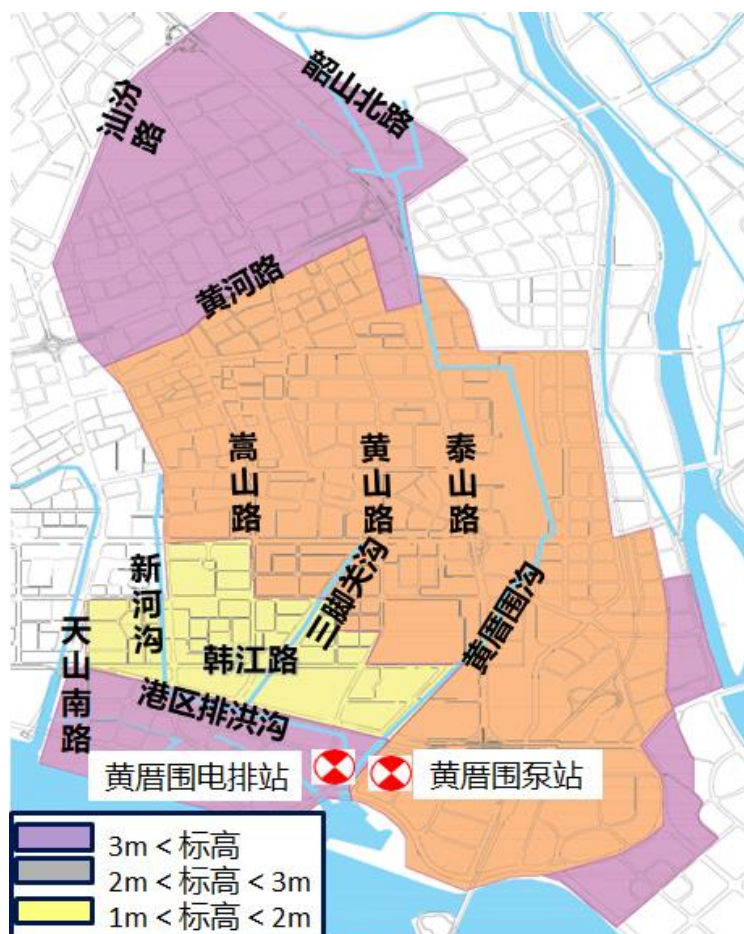 汕汾路
韶山北路
黄河路
嵩山路
黄山路
泰山路
新河沟
三脚关沟
黄厝围沟
天山南路
韩江路
港区排洪沟
黄厝围电排站
黄厝围泵站
3m＜标高
2m＜标高＜3m
1m＜标高＜2m